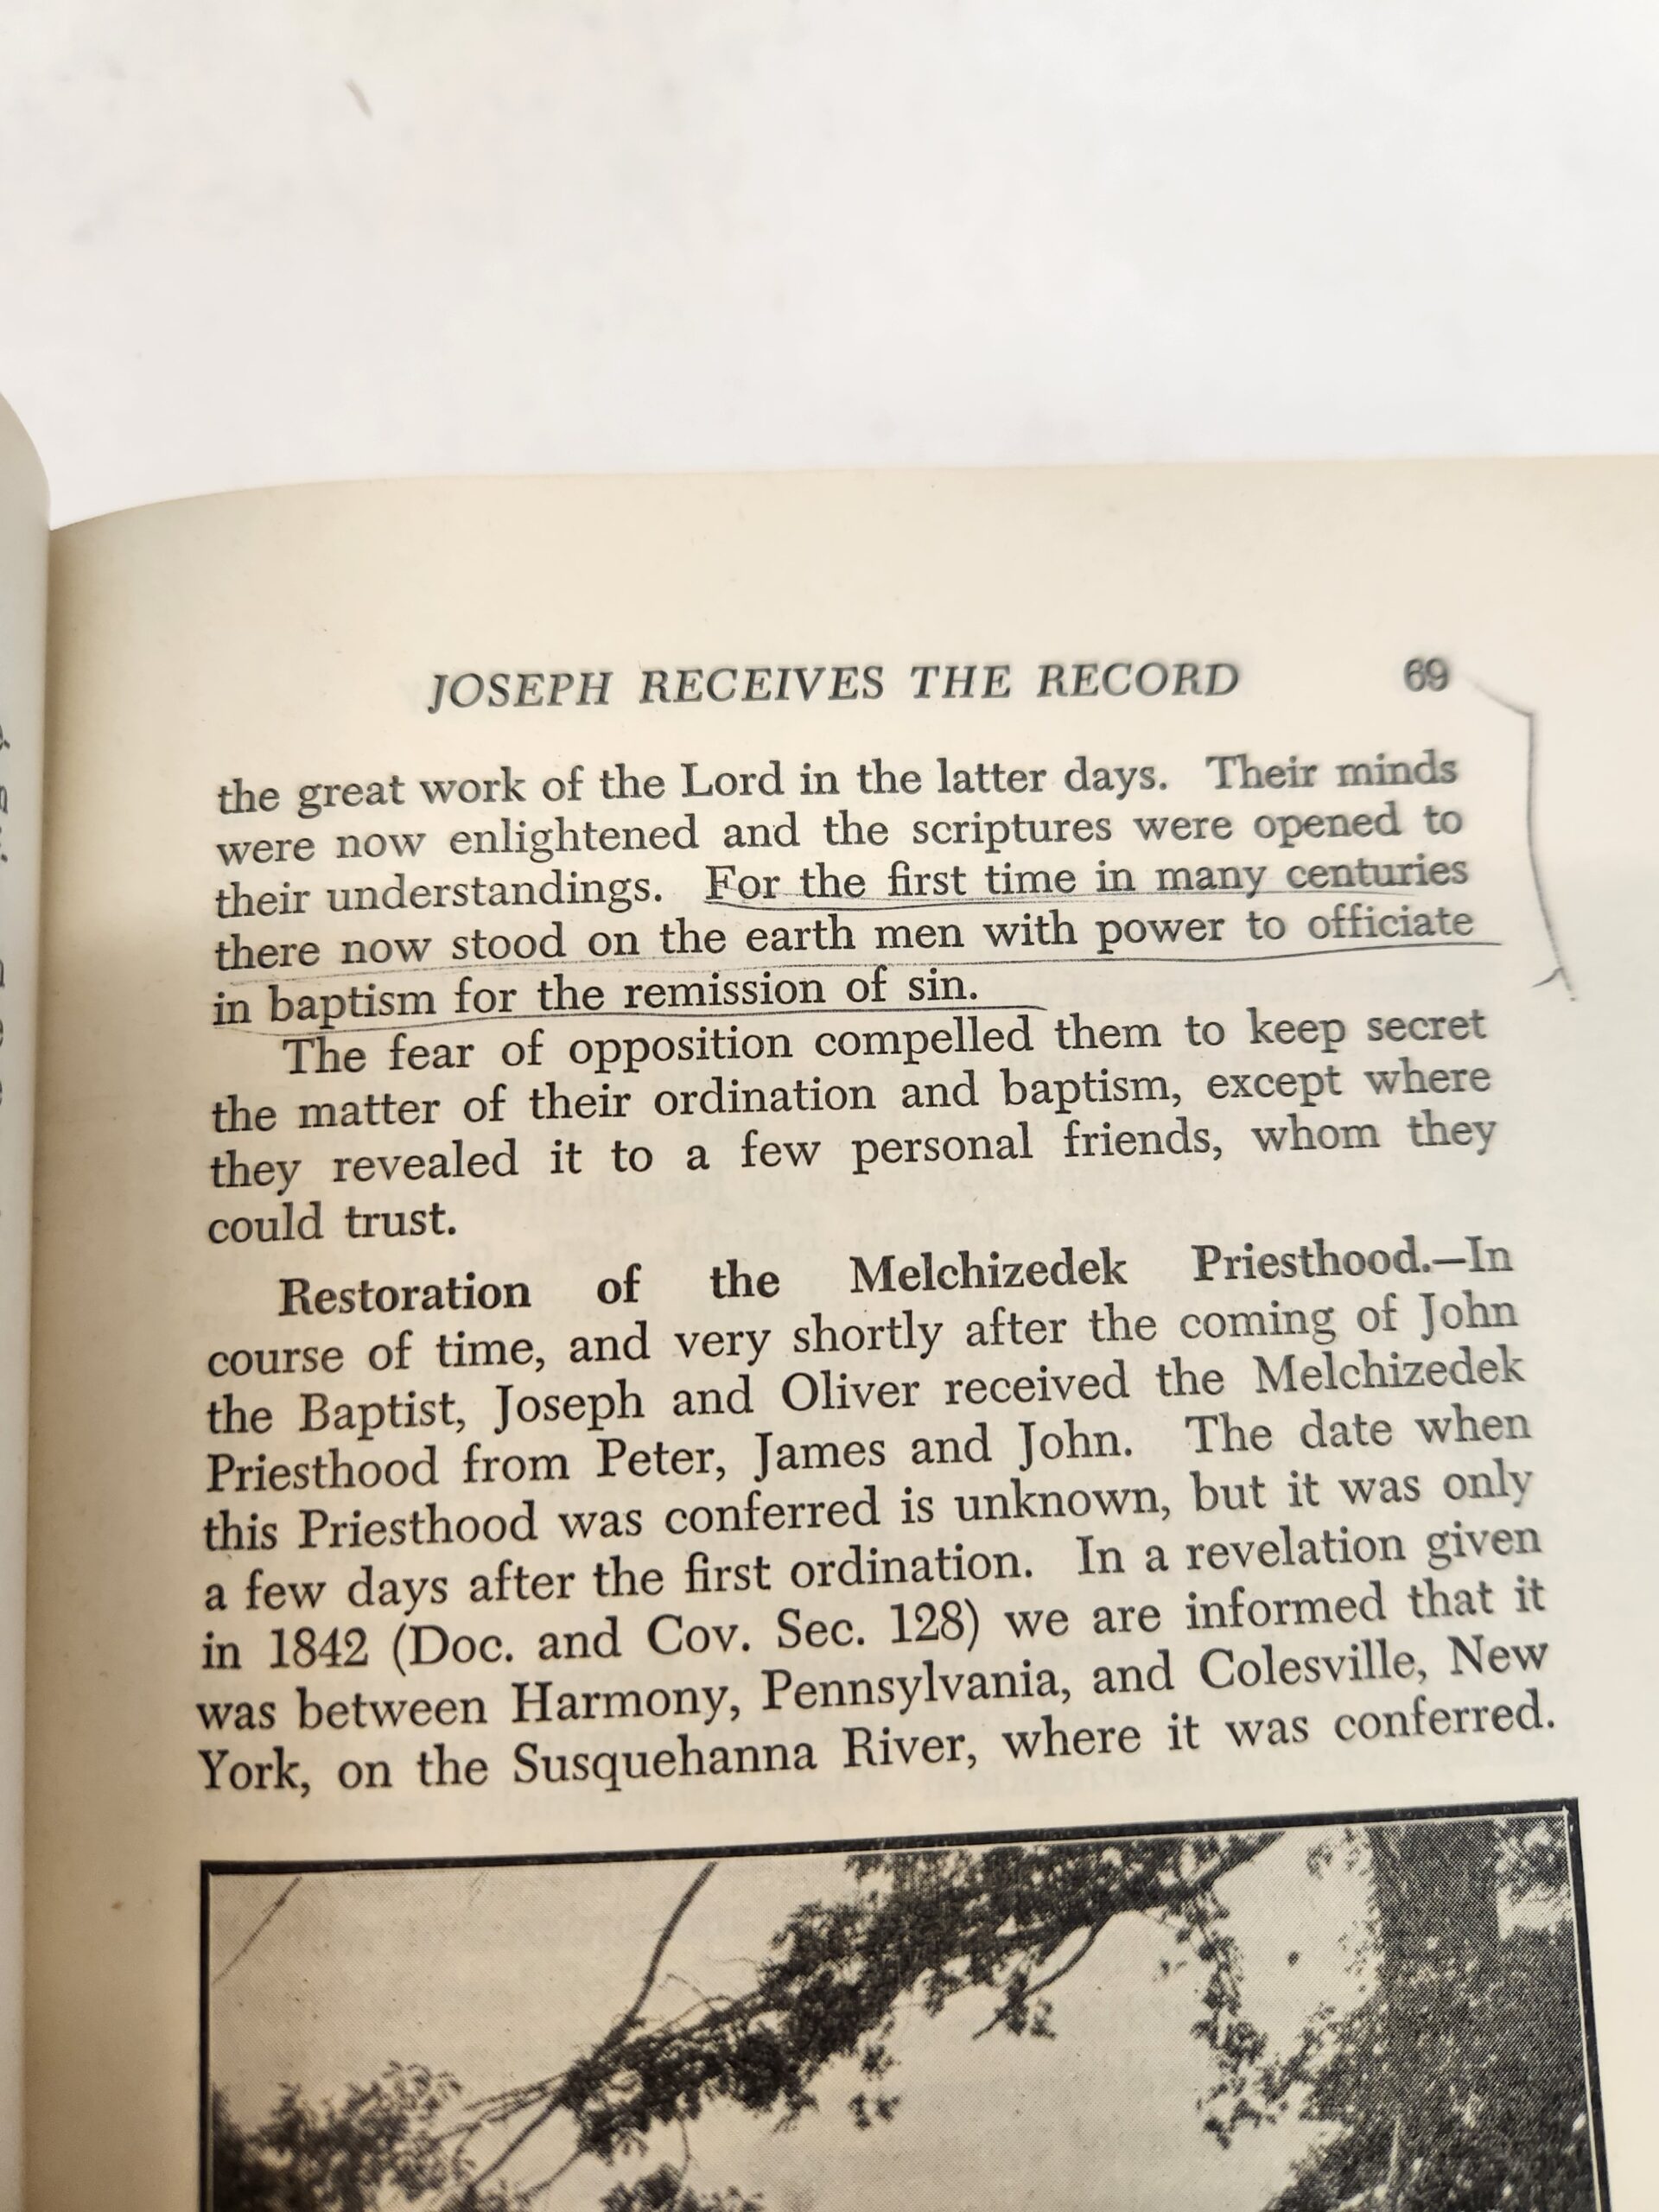 JOSEPH RECEIVES THE RECORD 69
the great work of the Lord in the latter days. Their minds
were now enlightened and the scriptures were opened to
their understandings. For the first time in many centuries
there now stood on the earth men with power to officiate
in baptism for the remission of sin.
The fear of opposition compelled them to keep secret
the matter of their ordination and baptism, except where
they revealed it to a few personal friends, whom they
could trust.
Restoration of the Melchizedek Priesthood.—In
course of time, and very shortly after the coming of John
the Baptist, Joseph and Oliver received the Melchizedek
Priesthood from Peter, James and John. The date when
this Priesthood was conferred is unknown, but it was only
a few days after the first ordination. In a revelation given
in 1842 (Doc. and Cov. Sec. 128) we are informed that it
was between Harmony, Pennsylvania, and Colesville, New
York, on the Susquehanna River, where it was conferred.